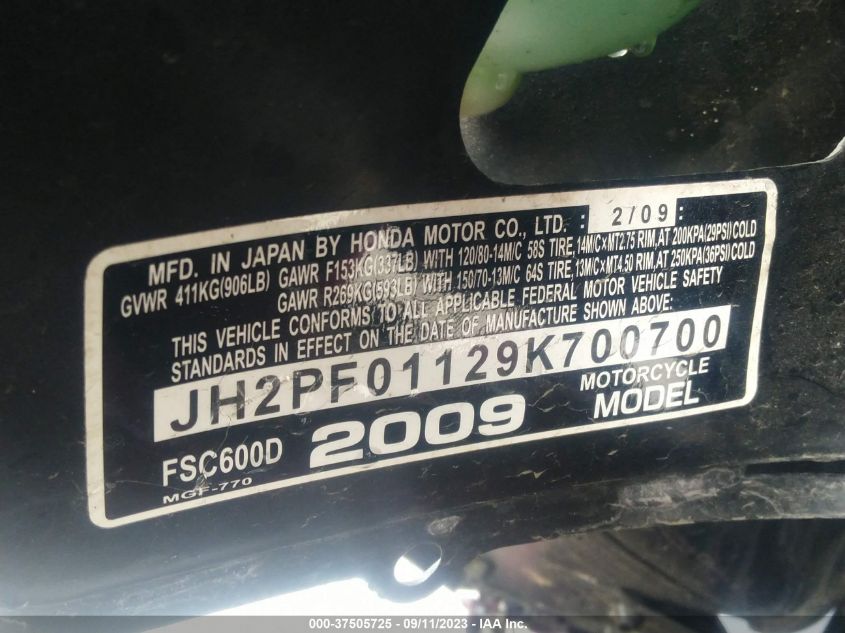 MFD. IN JAPAN BY HONDA MOTOR CO., LTD. : 2/09 :
GVWR 411KG(906LB) GAWR F153KG(337LB) WITH 120/80-14M/C 58S TIRE, 14M/C×MT2.75 RIM, AT 200KPA(29PSI)COLD
GAWR R269KG(593LB) WITH 150/70-13M/C 64S TIRE, 13M/C×MT4.50 RIM, AT 250KPA(36PSI)COLD
THIS VEHICLE CONFORMS TO ALL APPLICABLE FEDERAL MOTOR VEHICLE SAFETY
STANDARDS IN EFFECT ON THE DATE OF MANUFACTURE SHOWN ABOVE:
JH2PF01129K700700
FSC600D 2009 MOTORCYCLE MODEL
MGF-770
000-37505725 - 09/11/2023 - IAA Inc.